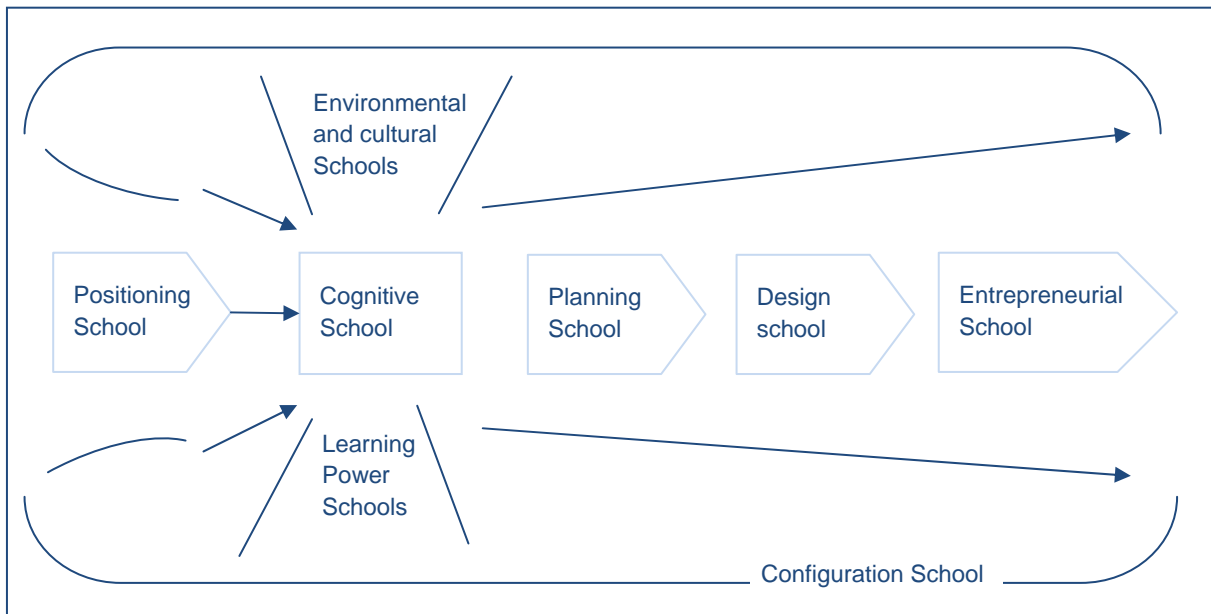 Environmental
and cultural
Schools
Positioning
School
Cognitive
School
Planning
School
Design
school
Entrepreneurial
School
Learning
Power
Schools
Configuration School